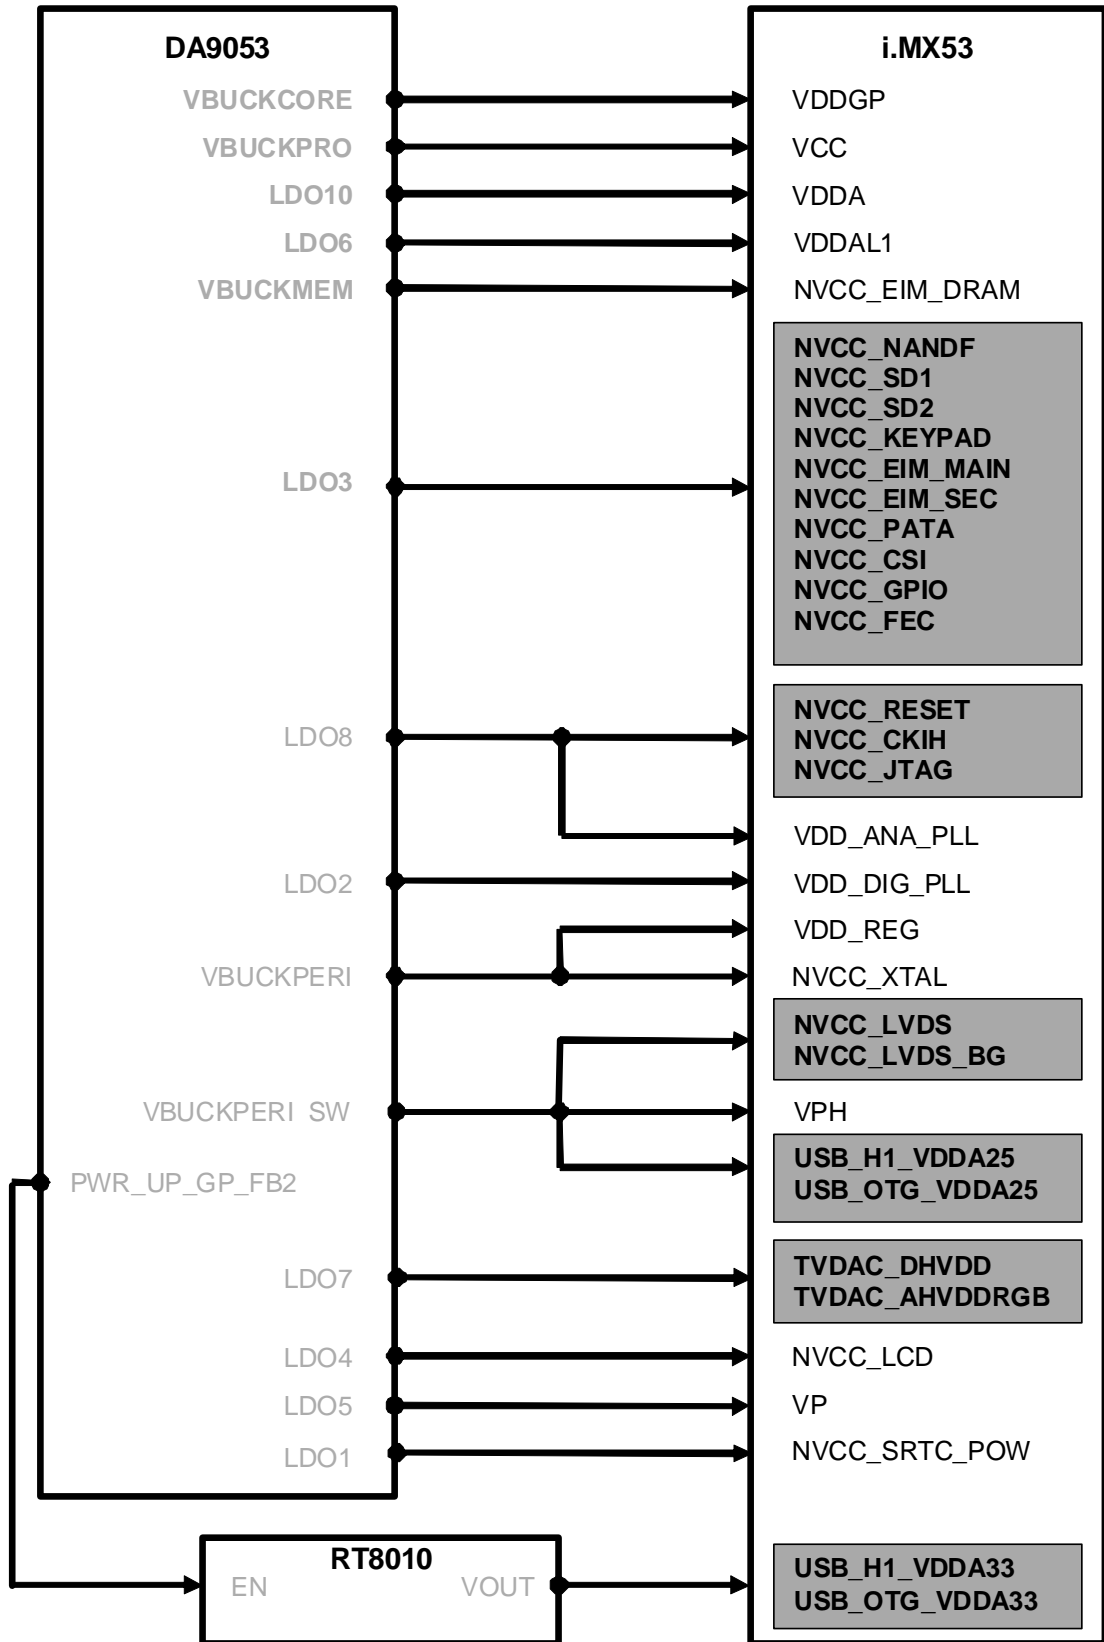 DA9053
i.MX53
VBUCKCORE
VDDGP
VBUCKPRO
VCC
LDO10
VDDA
LDO6
VDDAL1
VBUCKMEM
NVCC_EIM_DRAM
NVCC_NANDF
NVCC_SD1
NVCC_SD2
NVCC_KEYPAD
NVCC_EIM_MAIN
LDO3
NVCC_EIM_SEC
NVCC_PATA
NVCC_CSI
NVCC_GPIO
NVCC_FEC
NVCC_RESET
LDO8
NVCC_CKIH
NVCC_JTAG
VDD_ANA_PLL
LDO2
VDD_DIG_PLL
VDD_REG
VBUCKPERI
NVCC_XTAL
NVCC_LVDS
NVCC_LVDS_BG
VBUCKPERI SW
VPH
USB_H1_VDDA25
PWR_UP_GP_FB2
USB_OTG_VDDA25
TVDAC_DHVDD
LDO7
TVDAC_AHVDDRGB
LDO4
NVCC_LCD
LDO5
VP
LDO1
NVCC_SRTC_POW
RT8010
EN
VOUT
USB_H1_VDDA33
USB_OTG_VDDA33